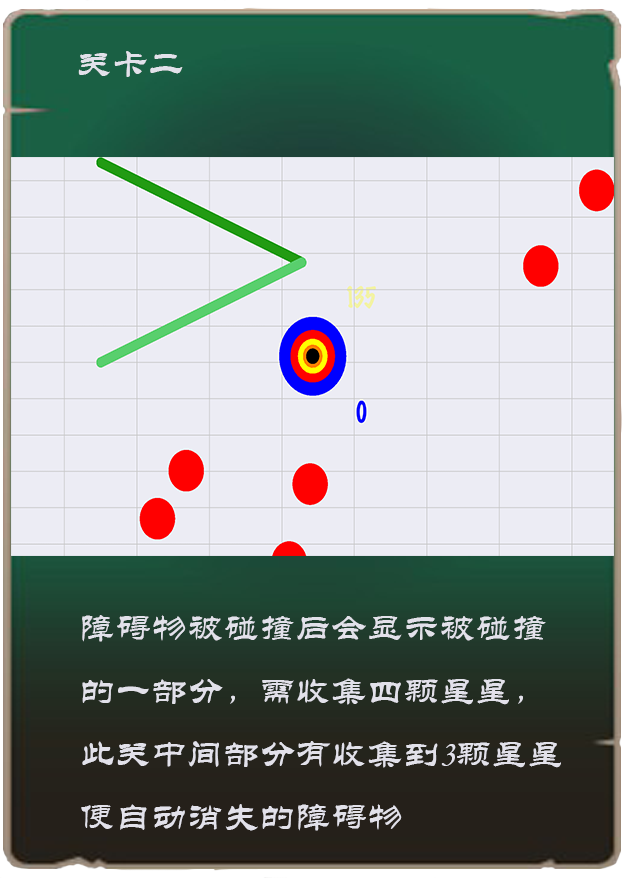 关卡二
195
0
障碍物被碰撞后会显示被碰撞
的一部分，需收集四颗星星，
此关中间部分有收集到3颗星星
便自动消失的障碍物